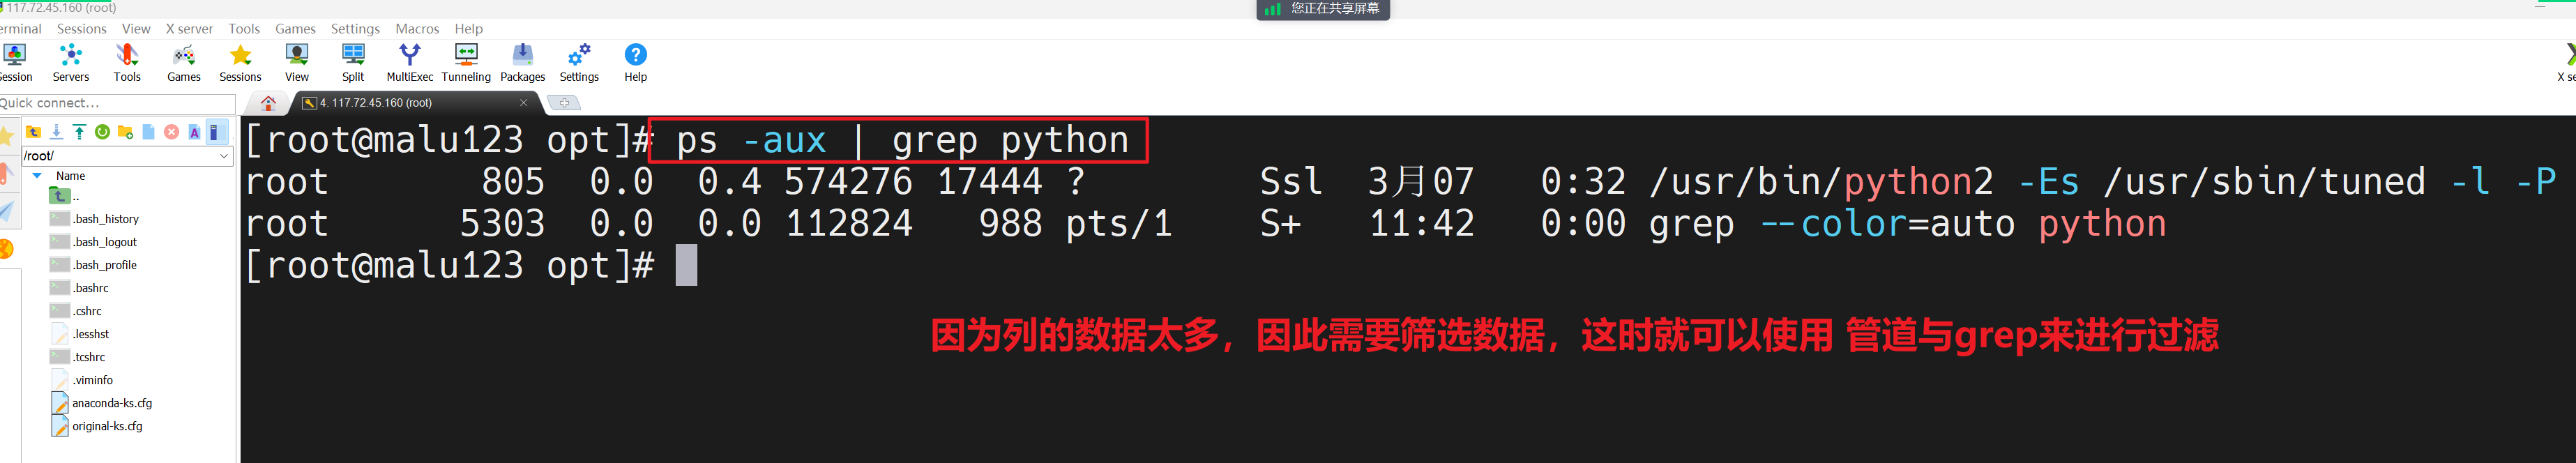 117.72.45.160 (root)
您正在共享屏幕
erminal Sessions View X server Tools Games Settings Macros Help
Session Servers Tools Games Sessions View Split MultiExec Tunneling Packages Settings Help
X se
Quick connect...
4. 117.72.45.160 (root)
/root/
Name
..
.bash_history
.bash_logout
.bash_profile
.bashrc
.cshrc
.lesshst
.tcshrc
.viminfo
anaconda-ks.cfg
original-ks.cfg
[root@malu123 opt]# ps -aux | grep python
root 805 0.0 0.4 574276 17444 ? Ssl 3月07 0:32 /usr/bin/python2 -Es /usr/sbin/tuned -l -P
root 5303 0.0 0.0 112824 988 pts/1 S+ 11:42 0:00 grep --color=auto python
[root@malu123 opt]#
因为列的数据太多，因此需要筛选数据，这时就可以使用 管道与grep来进行过滤